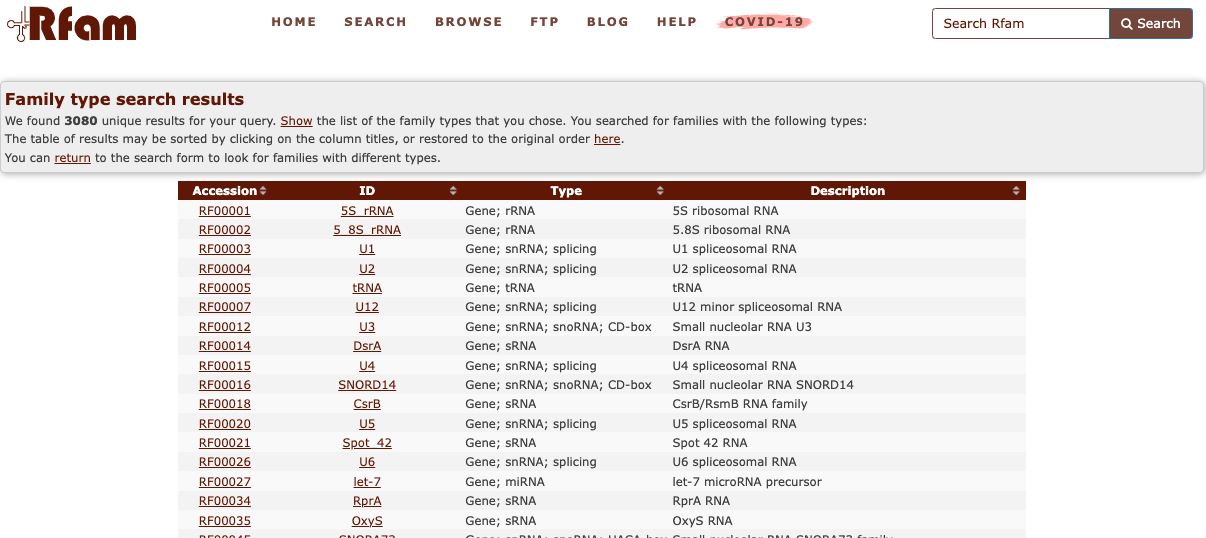 Rfam
HOME SEARCH BROWSE FTP BLOG HELP COVID-19
Search Rfam Search
Family type search results
We found 3080 unique results for your query. Show the list of the family types that you chose. You searched for families with the following types:
The table of results may be sorted by clicking on the column titles, or restored to the original order here.
You can return to the search form to look for families with different types.
Accession ID Type Description
RF00001 5S_rRNA Gene; rRNA 5S ribosomal RNA
RF00002 5_8S_rRNA Gene; rRNA 5.8S ribosomal RNA
RF00003 U1 Gene; snRNA; splicing U1 spliceosomal RNA
RF00004 U2 Gene; snRNA; splicing U2 spliceosomal RNA
RF00005 tRNA Gene; tRNA tRNA
RF00007 U12 Gene; snRNA; splicing U12 minor spliceosomal RNA
RF00012 U3 Gene; snRNA; snoRNA; CD-box Small nucleolar RNA U3
RF00014 DsrA Gene; sRNA DsrA RNA
RF00015 U4 Gene; snRNA; splicing U4 spliceosomal RNA
RF00016 SNORD14 Gene; snRNA; snoRNA; CD-box Small nucleolar RNA SNORD14
RF00018 CsrB Gene; sRNA CsrB/RsmB RNA family
RF00020 U5 Gene; snRNA; splicing U5 spliceosomal RNA
RF00021 Spot_42 Gene; sRNA Spot 42 RNA
RF00026 U6 Gene; snRNA; splicing U6 spliceosomal RNA
RF00027 let-7 Gene; miRNA let-7 microRNA precursor
RF00034 RprA Gene; sRNA RprA RNA
RF00035 OxyS Gene; sRNA OxyS RNA